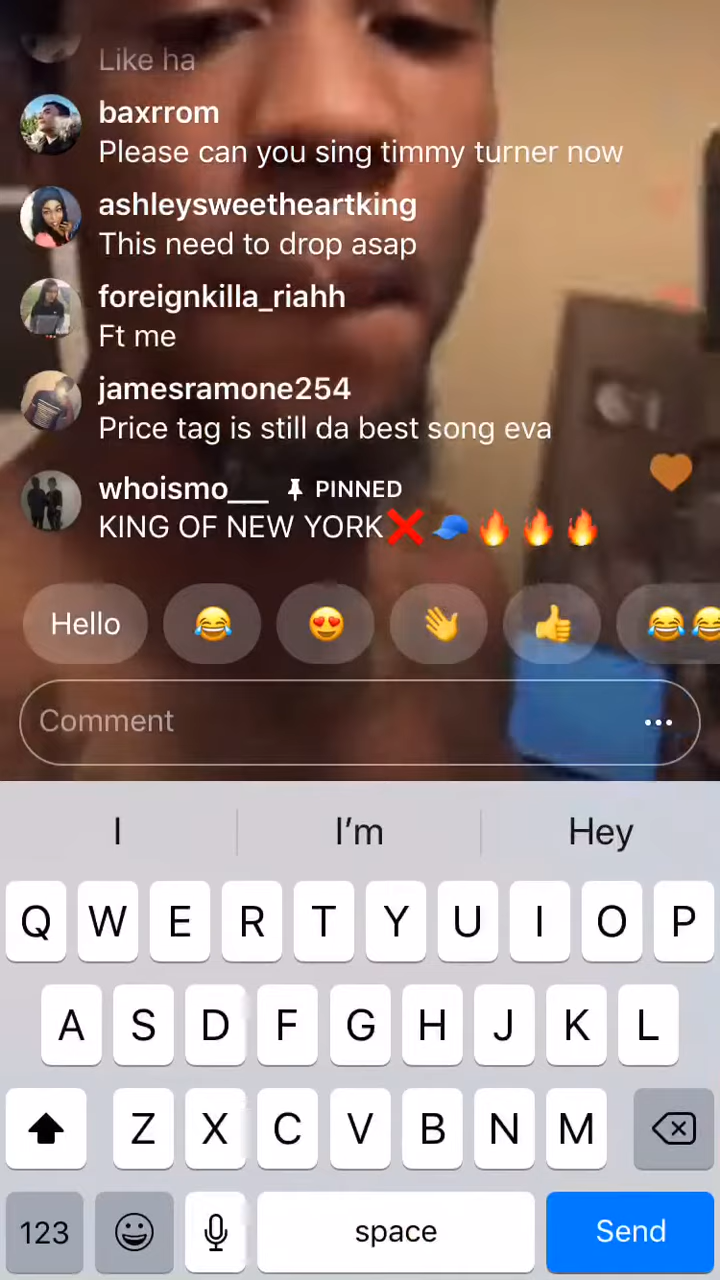 Like ha
baxrrom
Please can you sing timmy turner now
ashleysweetheartking
This need to drop asap
foreignkilla_riahh
Ft me
jamesramone254
Price tag is still da best song eva
whoismo___ 📌 PINNED
KING OF NEW YORK❌🧢🔥🔥🔥
Hello 😂 😍 👋 👍 😂😂
Comment ...
I I’m Hey
Q W E R T Y U I O P
A S D F G H J K L
Z X C V B N M
123 space Send